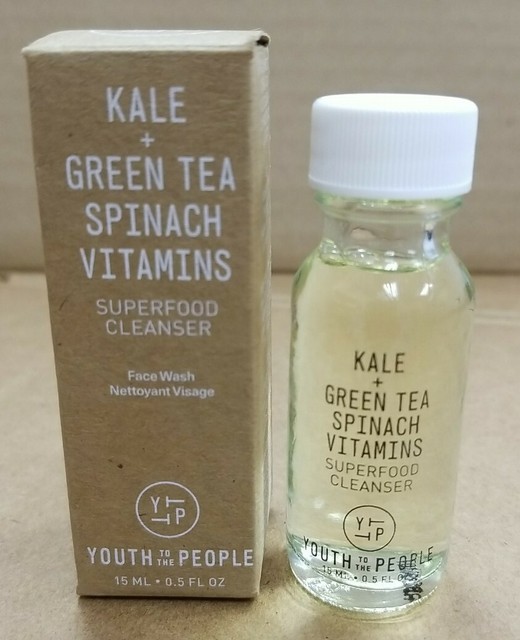 KALE
+
GREEN TEA
SPINACH
VITAMINS
SUPERFOOD
CLEANSER
Face Wash
Nettoyant Visage
YTTP
YOUTH TO THE PEOPLE
15 ML • 0.5 FL OZ
KALE
+
GREEN TEA
SPINACH
VITAMINS
SUPERFOOD
CLEANSER
YTTP
YOUTH TO THE PEOPLE
15 ML • 0.5 FL OZ